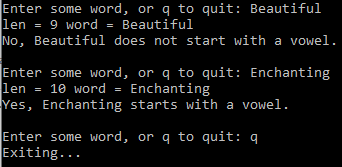 Enter some word, or q to quit: Beautiful
len = 9 word = Beautiful
No, Beautiful does not start with a vowel.
Enter some word, or q to quit: Enchanting
len = 10 word = Enchanting
Yes, Enchanting starts with a vowel.
Enter some word, or q to quit: q
Exiting...